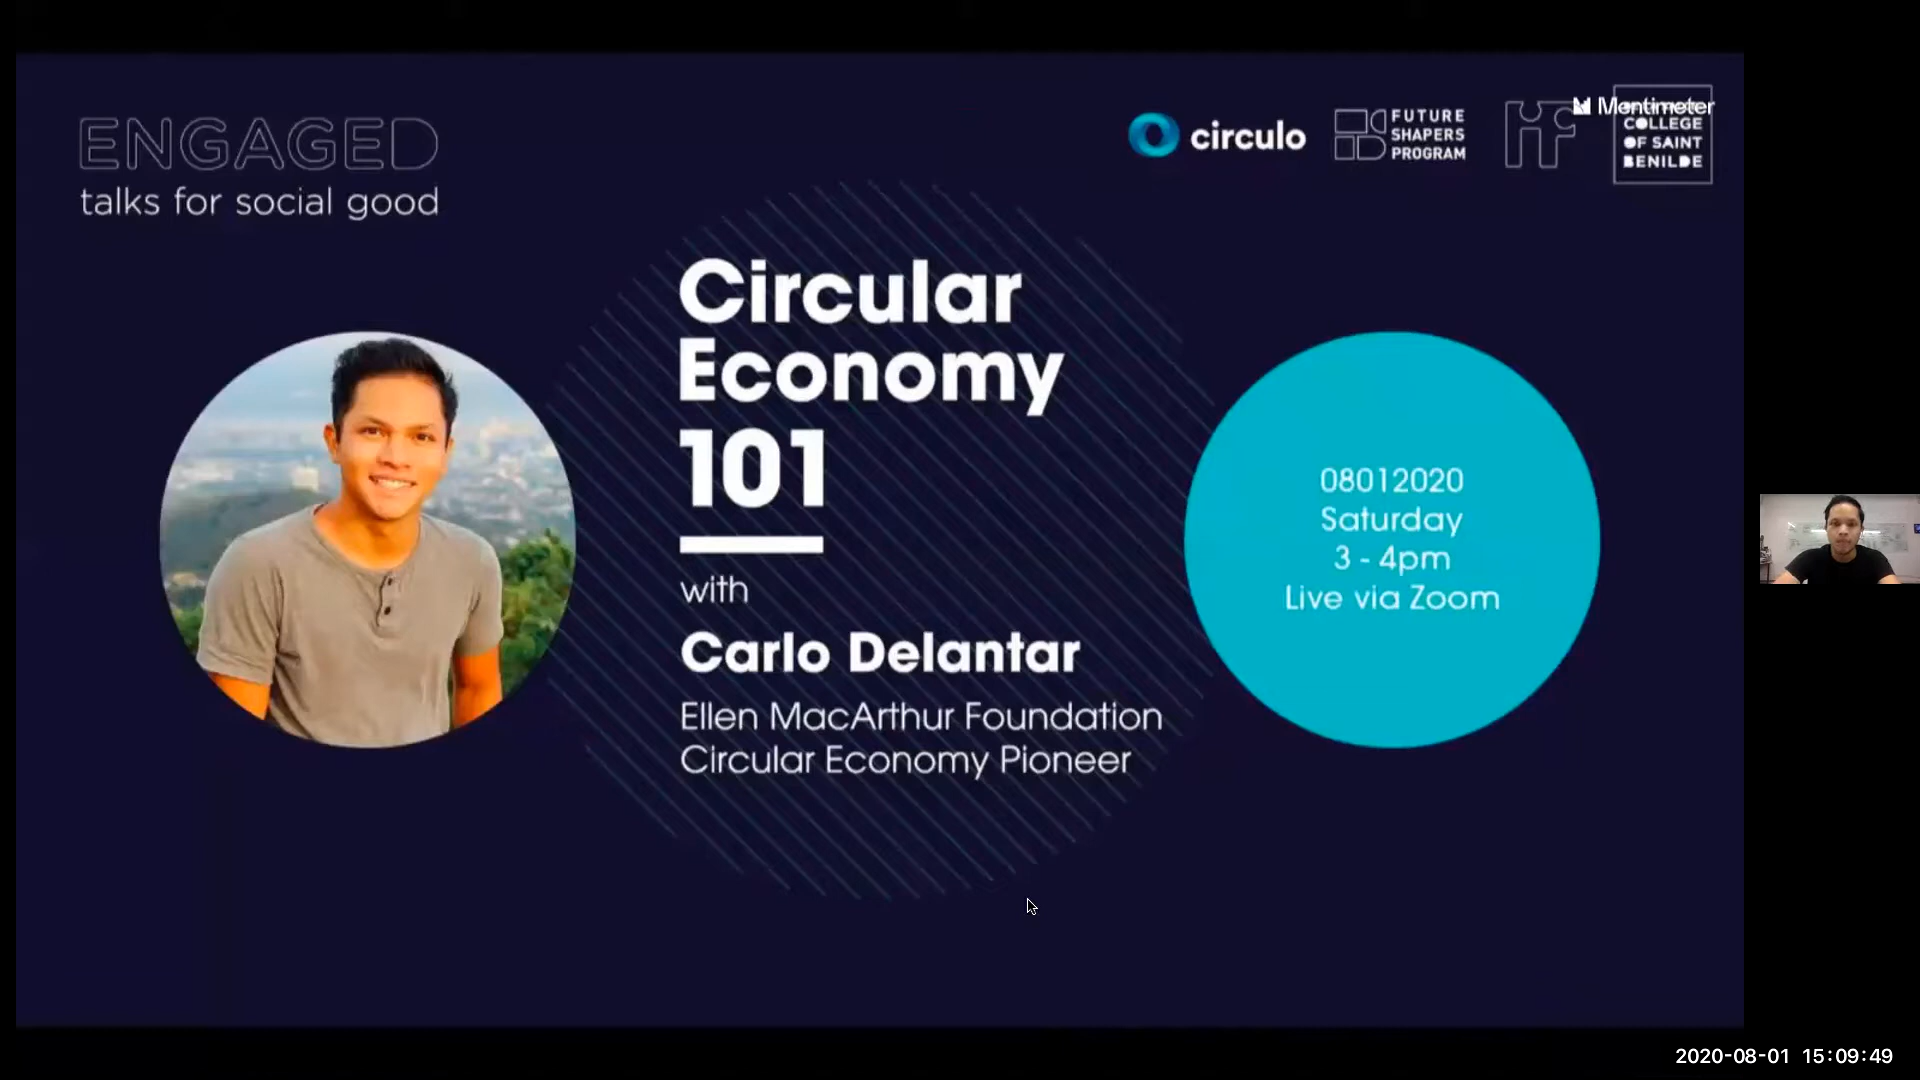 ENGAGED
talks for social good
circulo
FUTURE
SHAPERS
PROGRAM
Mentimeter
COLLEGE
OF SAINT
BENILDE
Circular
Economy
101
with
Carlo Delantar
Ellen MacArthur Foundation
Circular Economy Pioneer
08012020
Saturday
3 - 4pm
Live via Zoom
2020-08-01 15:09:49